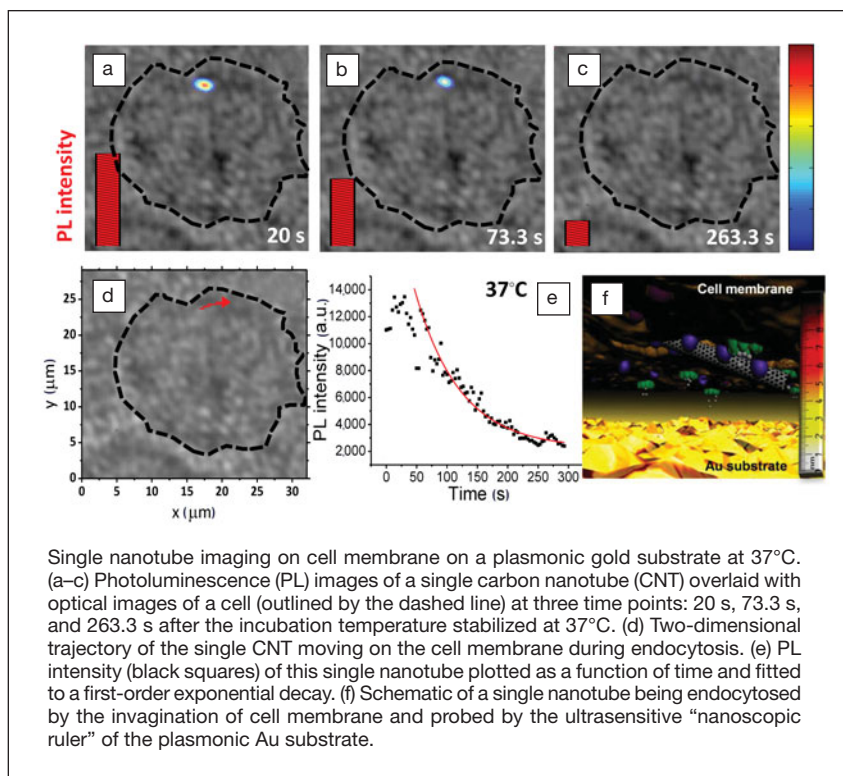 a
b
c
PL intensity
20 s
73.3 s
263.3 s
d
25
20
15
10
5
0
y (μm)
0 5 10 15 20 25 30
x (μm)
37°C
e
14,000
12,000
10,000
8,000
6,000
4,000
2,000
PL intensity (a.u.)
0 50 100 150 200 250 300
Time (s)
f
Cell membrane
Au substrate
Single nanotube imaging on cell membrane on a plasmonic gold substrate at 37°C.
(a–c) Photoluminescence (PL) images of a single carbon nanotube (CNT) overlaid with
optical images of a cell (outlined by the dashed line) at three time points: 20 s, 73.3 s,
and 263.3 s after the incubation temperature stabilized at 37°C. (d) Two-dimensional
trajectory of the single CNT moving on the cell membrane during endocytosis. (e) PL
intensity (black squares) of this single nanotube plotted as a function of time and fitted
to a first-order exponential decay. (f) Schematic of a single nanotube being endocytosed
by the invagination of cell membrane and probed by the ultrasensitive “nanoscopic
ruler” of the plasmonic Au substrate.